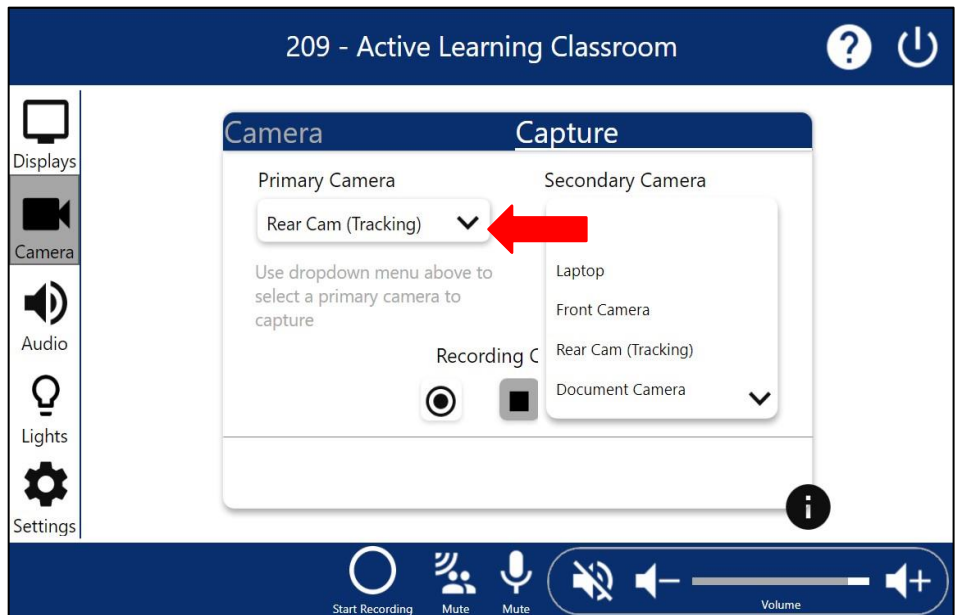 209 - Active Learning Classroom
?
Displays
Camera
Audio
Lights
Settings
Camera
Capture
Primary Camera
Rear Cam (Tracking)
Use dropdown menu above to
select a primary camera to
capture
Secondary Camera
Laptop
Front Camera
Rear Cam (Tracking)
Document Camera
Recording C
i
Start Recording
Mute
Mute
Volume